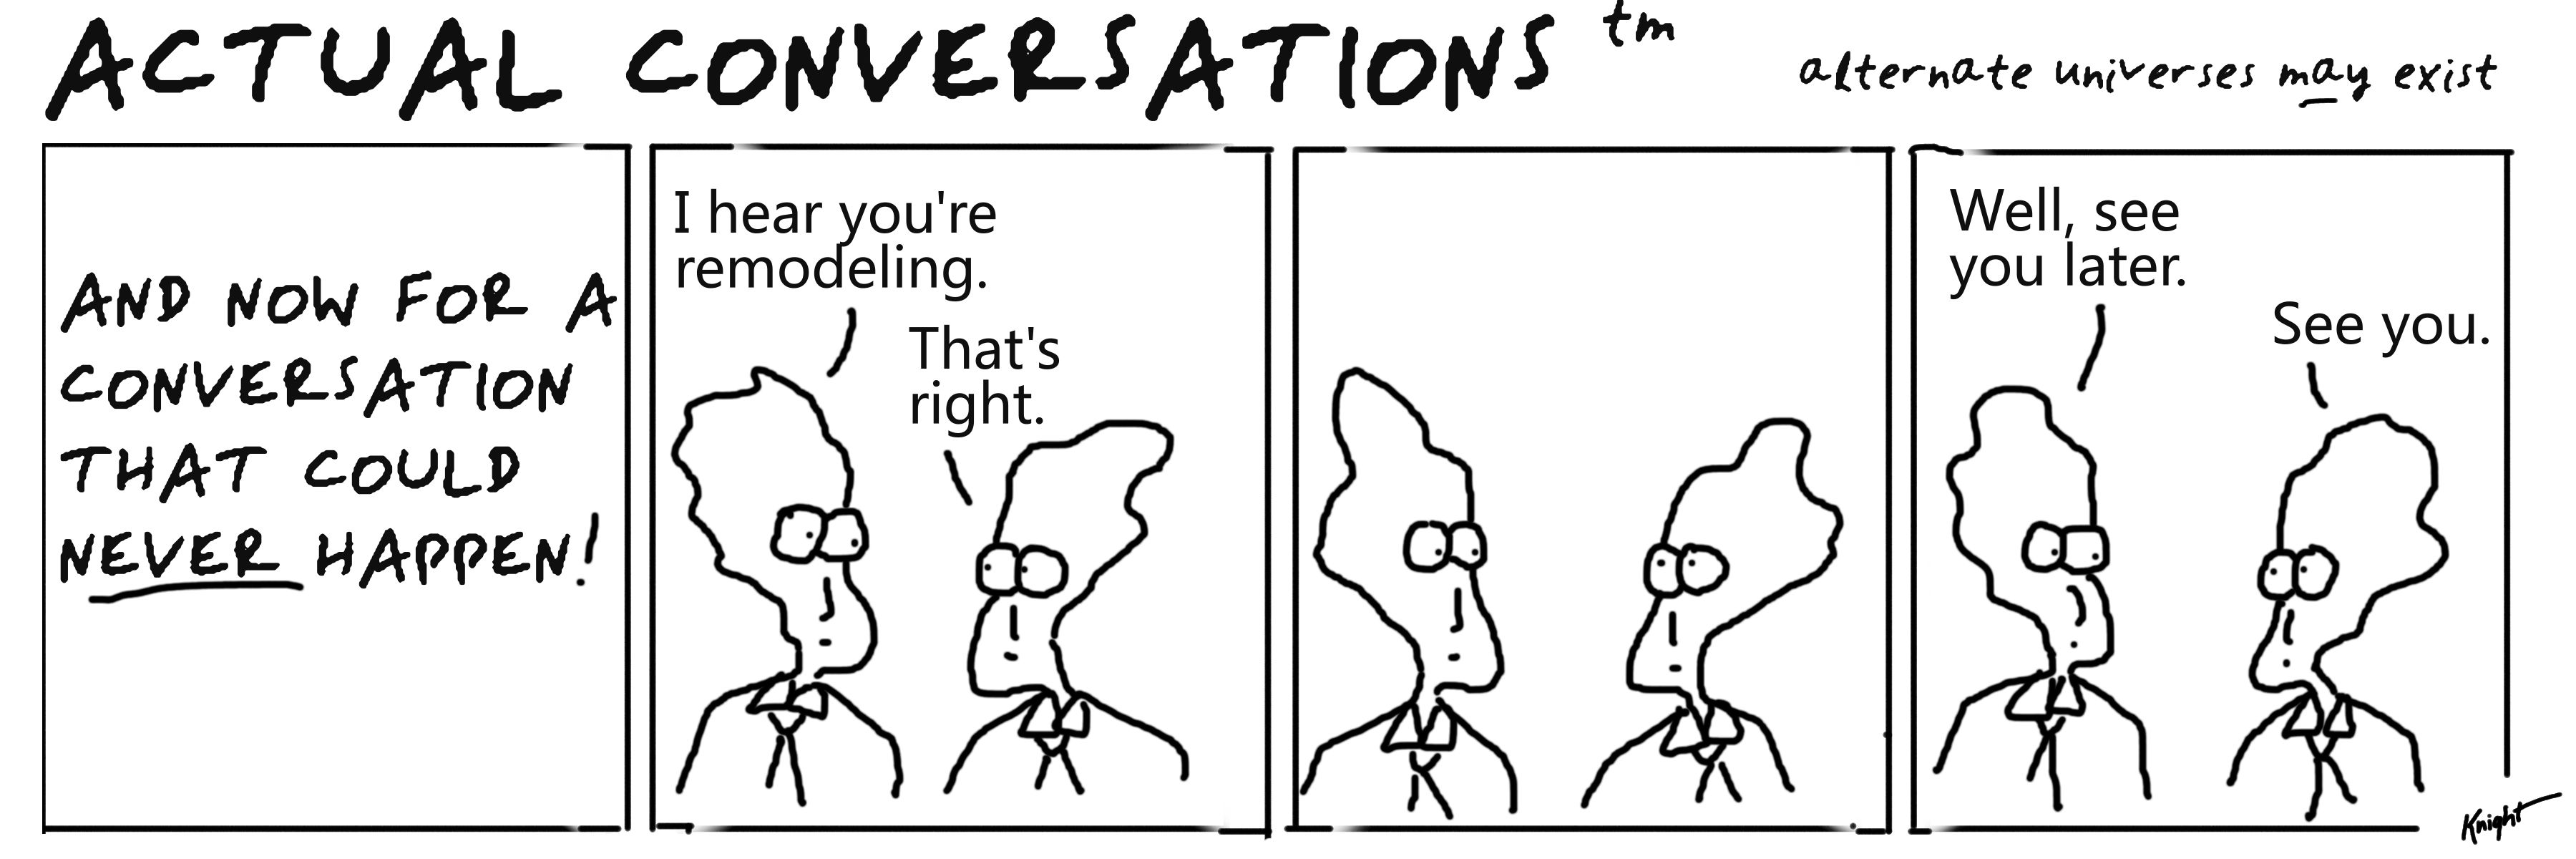 ACTUAL CONVERSATIONS tm
alternate universes may exist
AND NOW FOR A
CONVERSATION
THAT COULD
NEVER HAPPEN!
I hear you're
remodeling.
That's
right.
Well, see
you later.
See you.
Knight